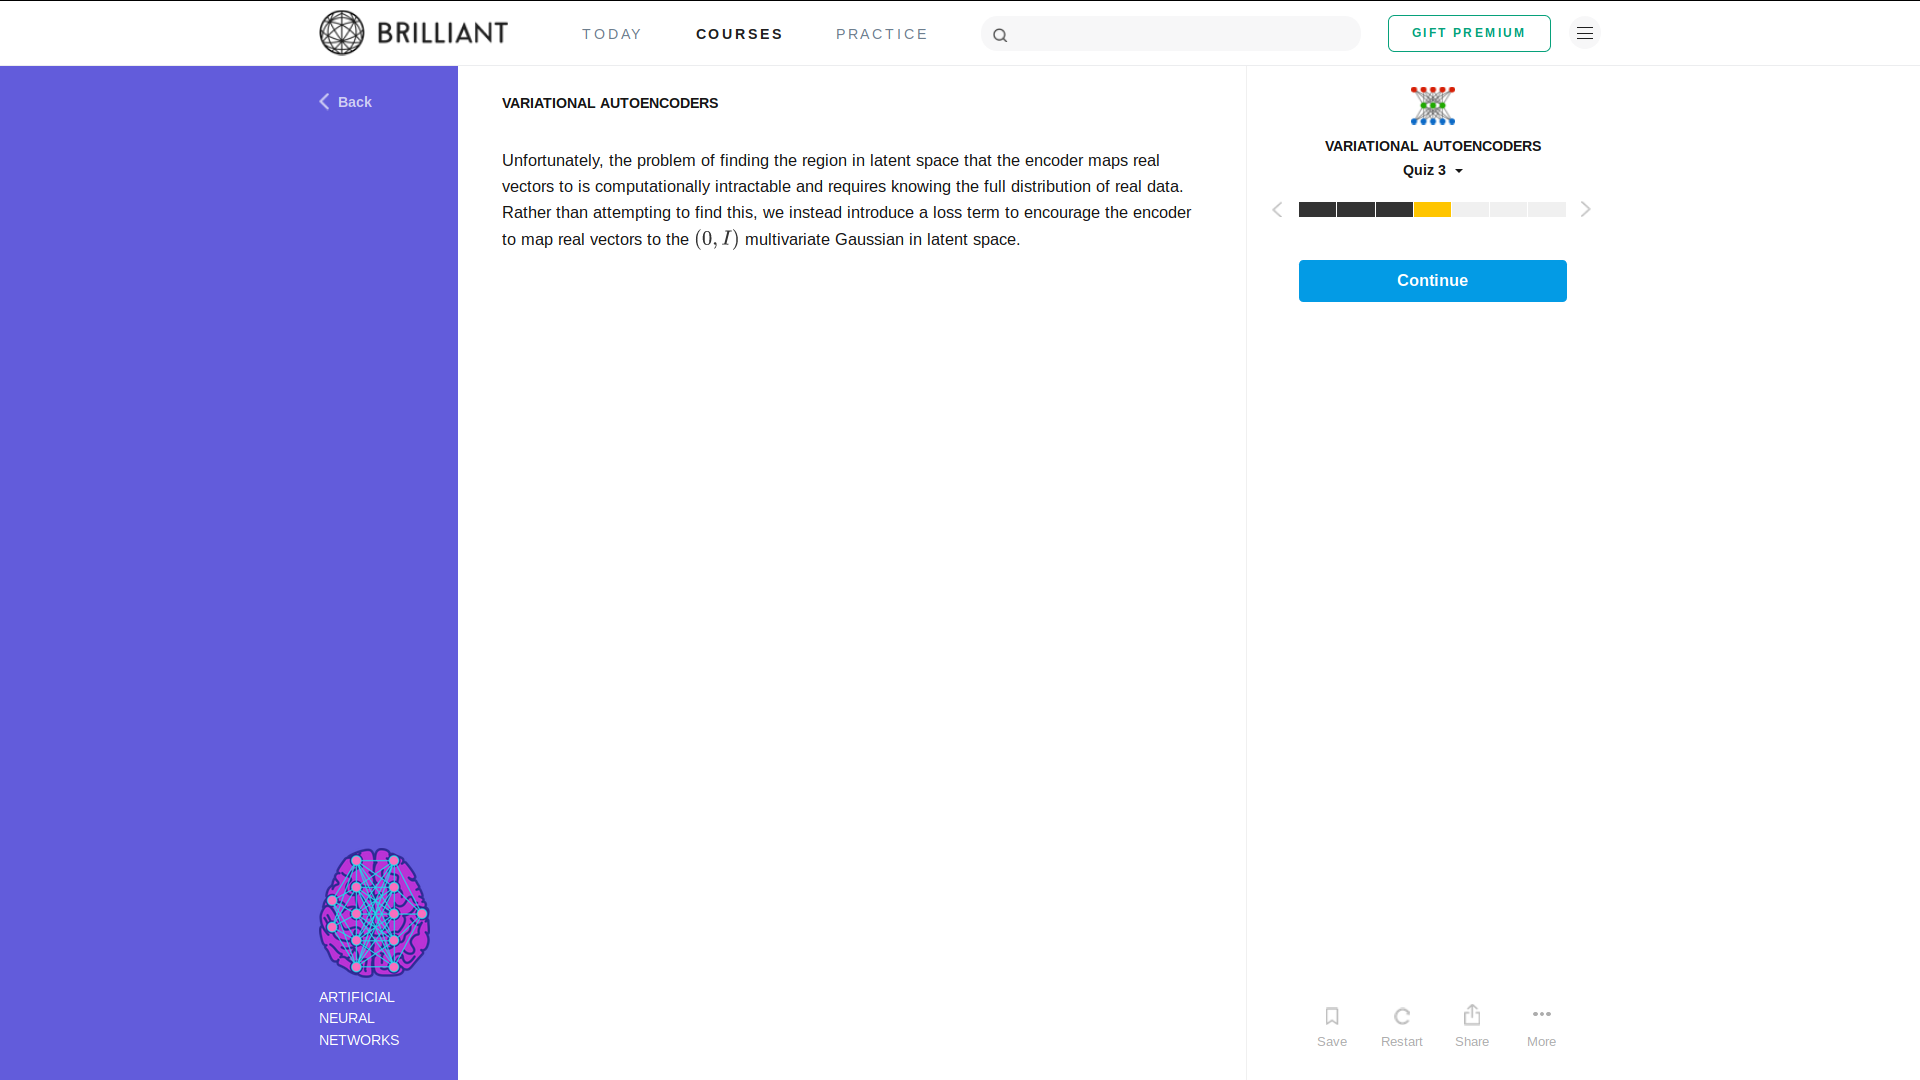 BRILLIANT
TODAY
COURSES
PRACTICE
GIFT PREMIUM
Back
VARIATIONAL AUTOENCODERS
Unfortunately, the problem of finding the region in latent space that the encoder maps real
vectors to is computationally intractable and requires knowing the full distribution of real data.
Rather than attempting to find this, we instead introduce a loss term to encourage the encoder
to map real vectors to the (0, I) multivariate Gaussian in latent space.
VARIATIONAL AUTOENCODERS
Quiz 3
Continue
ARTIFICIAL
NEURAL
NETWORKS
Save
Restart
Share
More